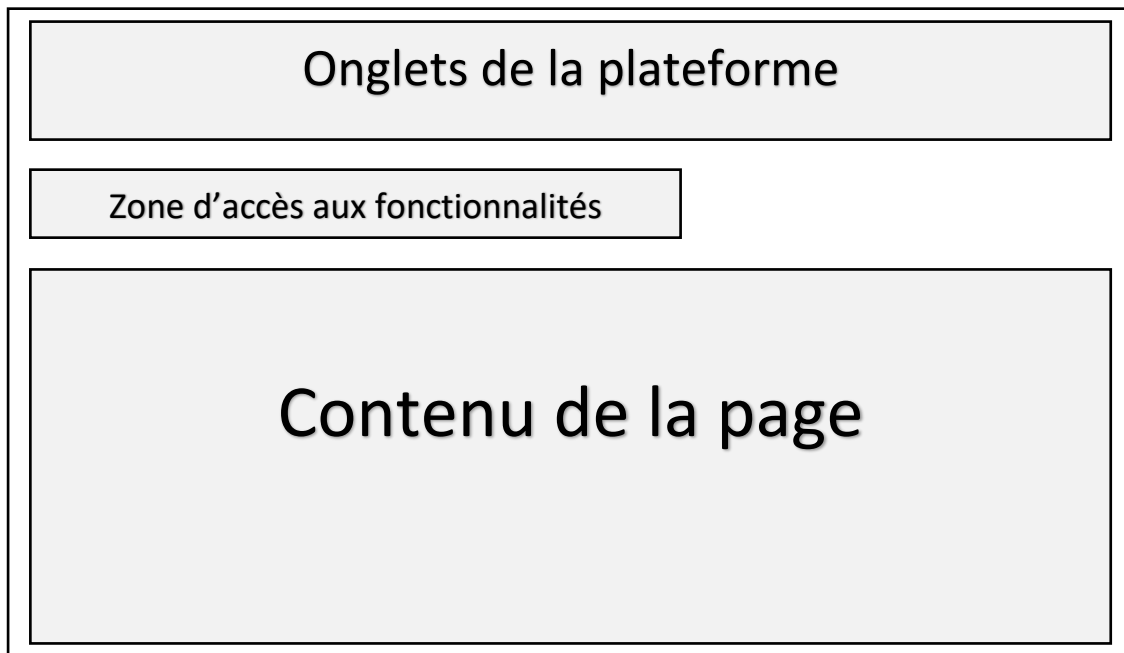 Onglets de la plateforme
Zone d’accès aux fonctionnalités
Contenu de la page